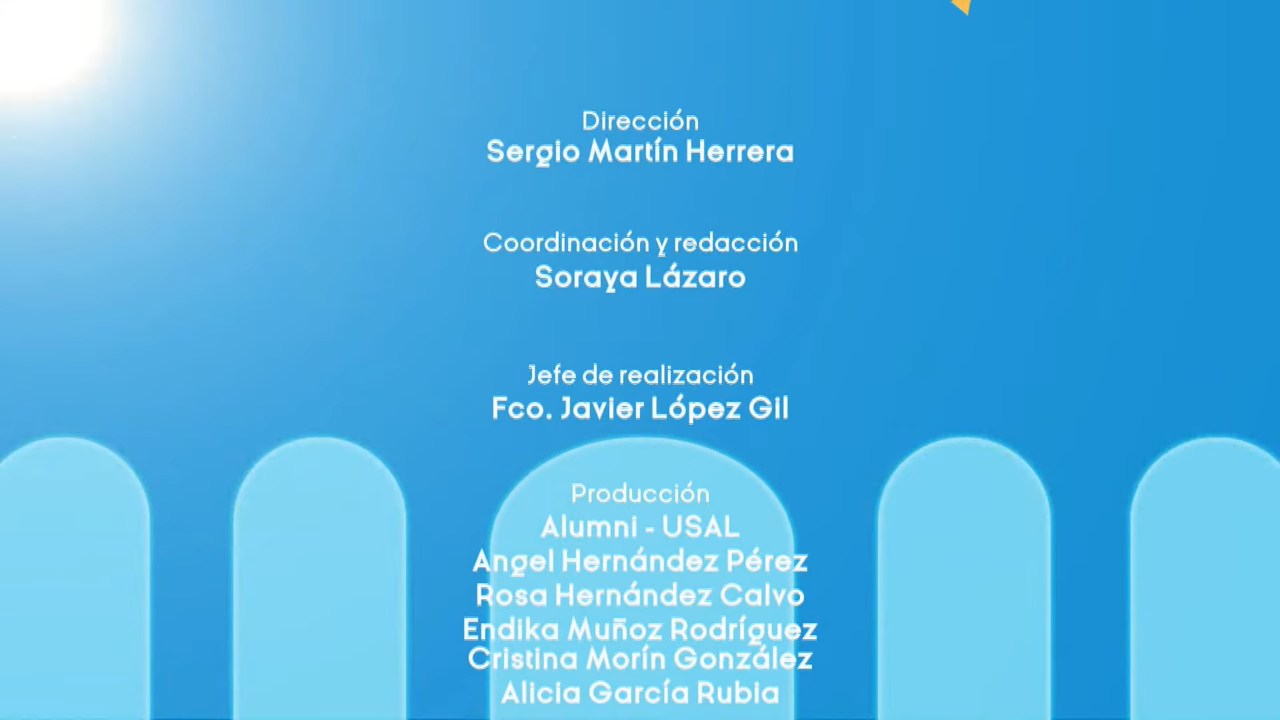 Dirección
Sergio Martín Herrera
Coordinación y redacción
Soraya Lázaro
Jefe de realización
Fco. Javier López Gil
Producción
Alumni - USAL
Angel Hernández Pérez
Rosa Hernández Calvo
Endika Muñoz Rodríguez
Cristina Morín González
Alicia García Rubia